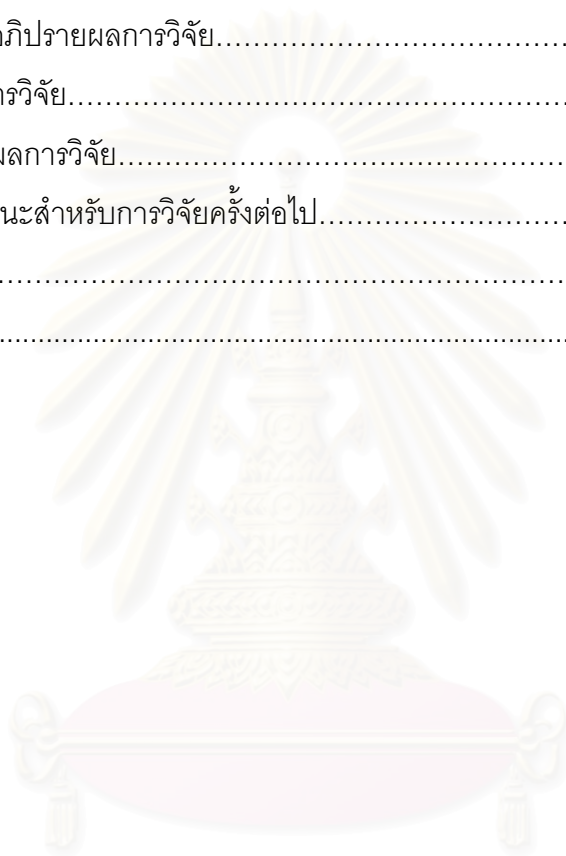 อภิปรายผลการวิจัย........................................
การวิจัย.......................................................
ผลการวิจัย..................................................
นะสำหรับการวิจัยครั้งต่อไป............................
................................................................
................................................................